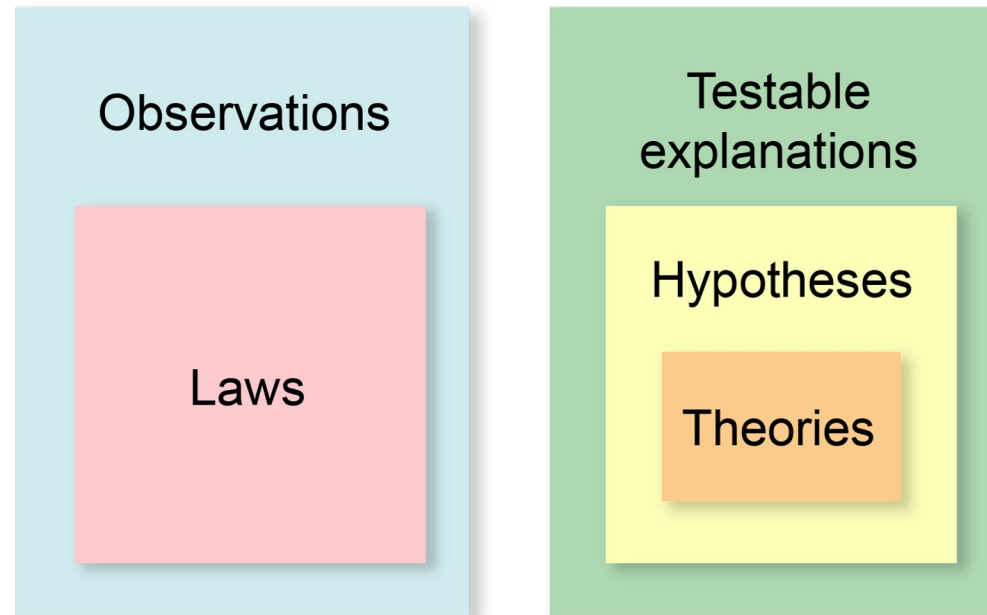 Observations
Laws
Testable
explanations
Hypotheses
Theories